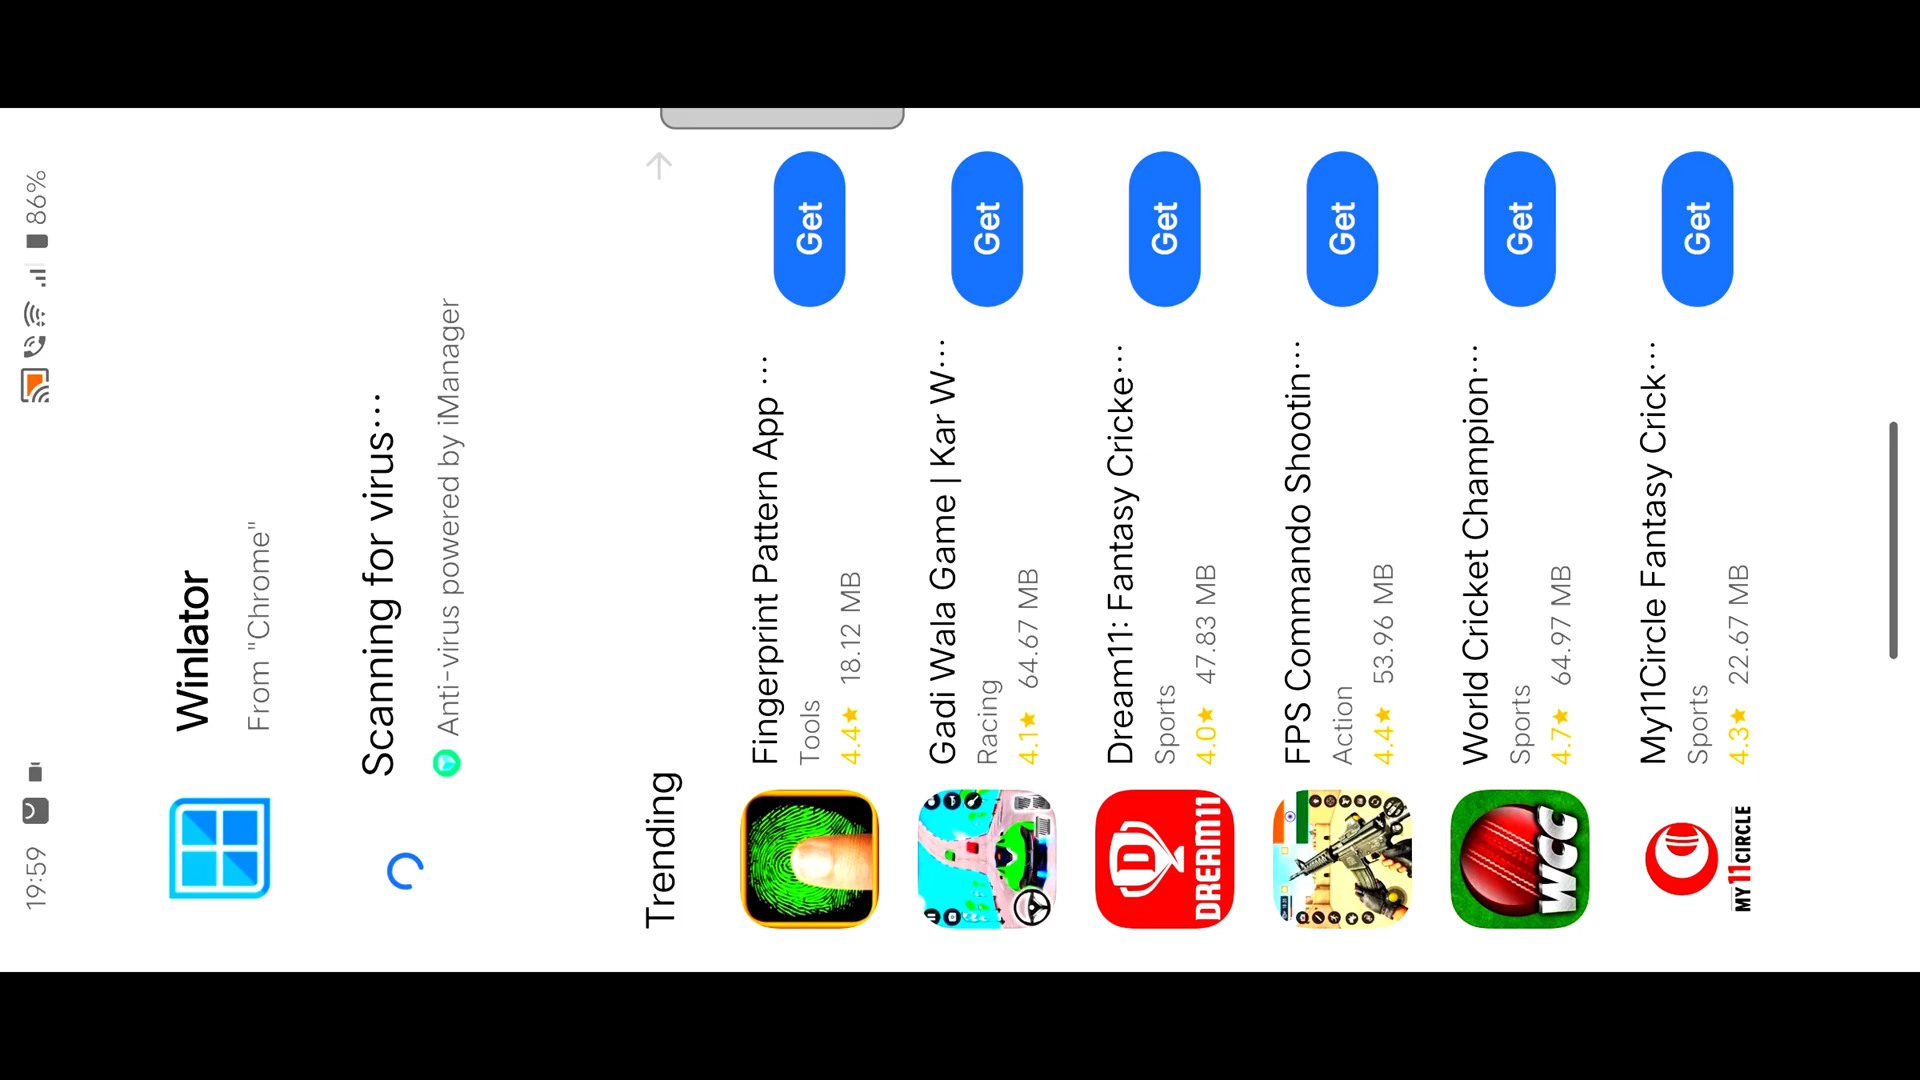 19:59
86%
Winlator
From "Chrome"
Scanning for virus···
Anti-virus powered by iManager
Trending
Fingerprint Pattern App ···
Tools
4.4★ 18.12 MB
Get
Gadi Wala Game | Kar W···
Racing
4.1★ 64.67 MB
Get
DREAM11
Dream11: Fantasy Cricke···
Sports
4.0★ 47.83 MB
Get
FPS Commando Shootin···
Action
4.4★ 53.96 MB
Get
WCC
World Cricket Champion···
Sports
4.7★ 64.97 MB
Get
MY11CIRCLE
My11Circle Fantasy Crick···
Sports
4.3★ 22.67 MB
Get